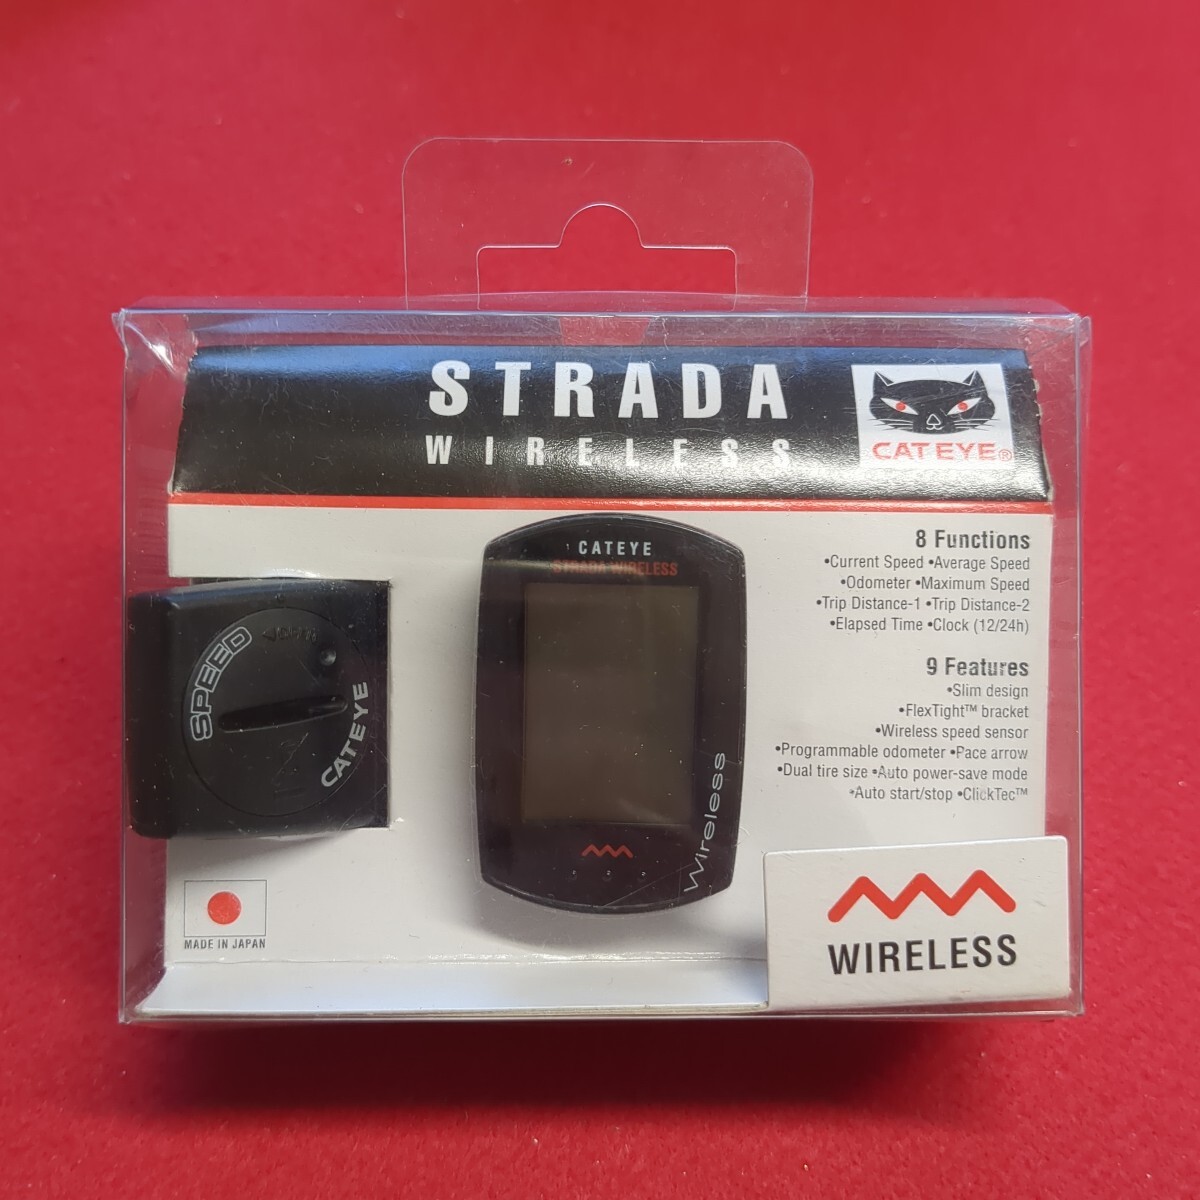 STRADA
WIRELESS
CATEYE®
8 Functions
•Current Speed •Average Speed
•Odometer •Maximum Speed
•Trip Distance-1 •Trip Distance-2
•Elapsed Time •Clock (12/24h)
9 Features
•Slim design
•FlexTight™ bracket
•Wireless speed sensor
•Programmable odometer •Pace arrow
•Dual tire size •Auto power-save mode
•Auto start/stop •ClickTec™
CATEYE
STRADA WIRELESS
Wireless
SPEED
CATEYE
MADE IN JAPAN
WIRELESS